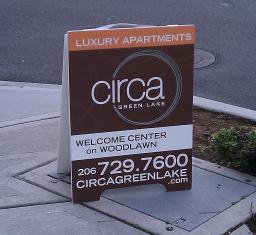 LUXURY APARTMENTS
circa
GREEN LAKE
WELCOME CENTER
on WOODLAWN
206 729.7600
CIRCAGREENLAKE.com